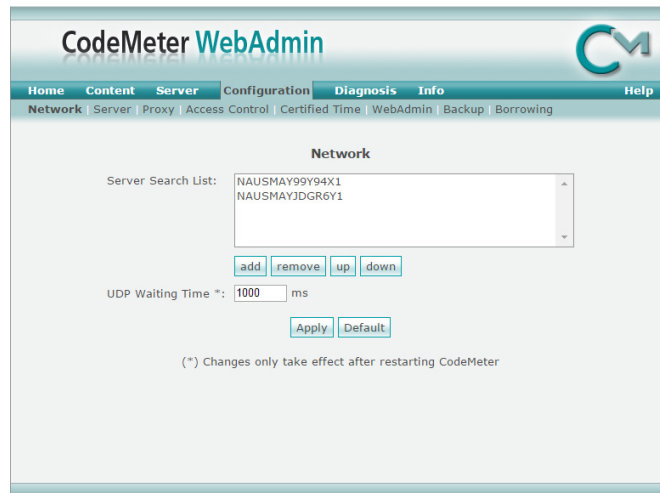 CodeMeter WebAdmin
CM
Home Content Server Configuration Diagnosis Info Help
Network | Server | Proxy | Access Control | Certified Time | WebAdmin | Backup | Borrowing
Network
Server Search List:
NAUSMAY99Y94X1
NAUSMAYJDGR6Y1
add remove up down
UDP Waiting Time *: 1000 ms
Apply Default
(*) Changes only take effect after restarting CodeMeter